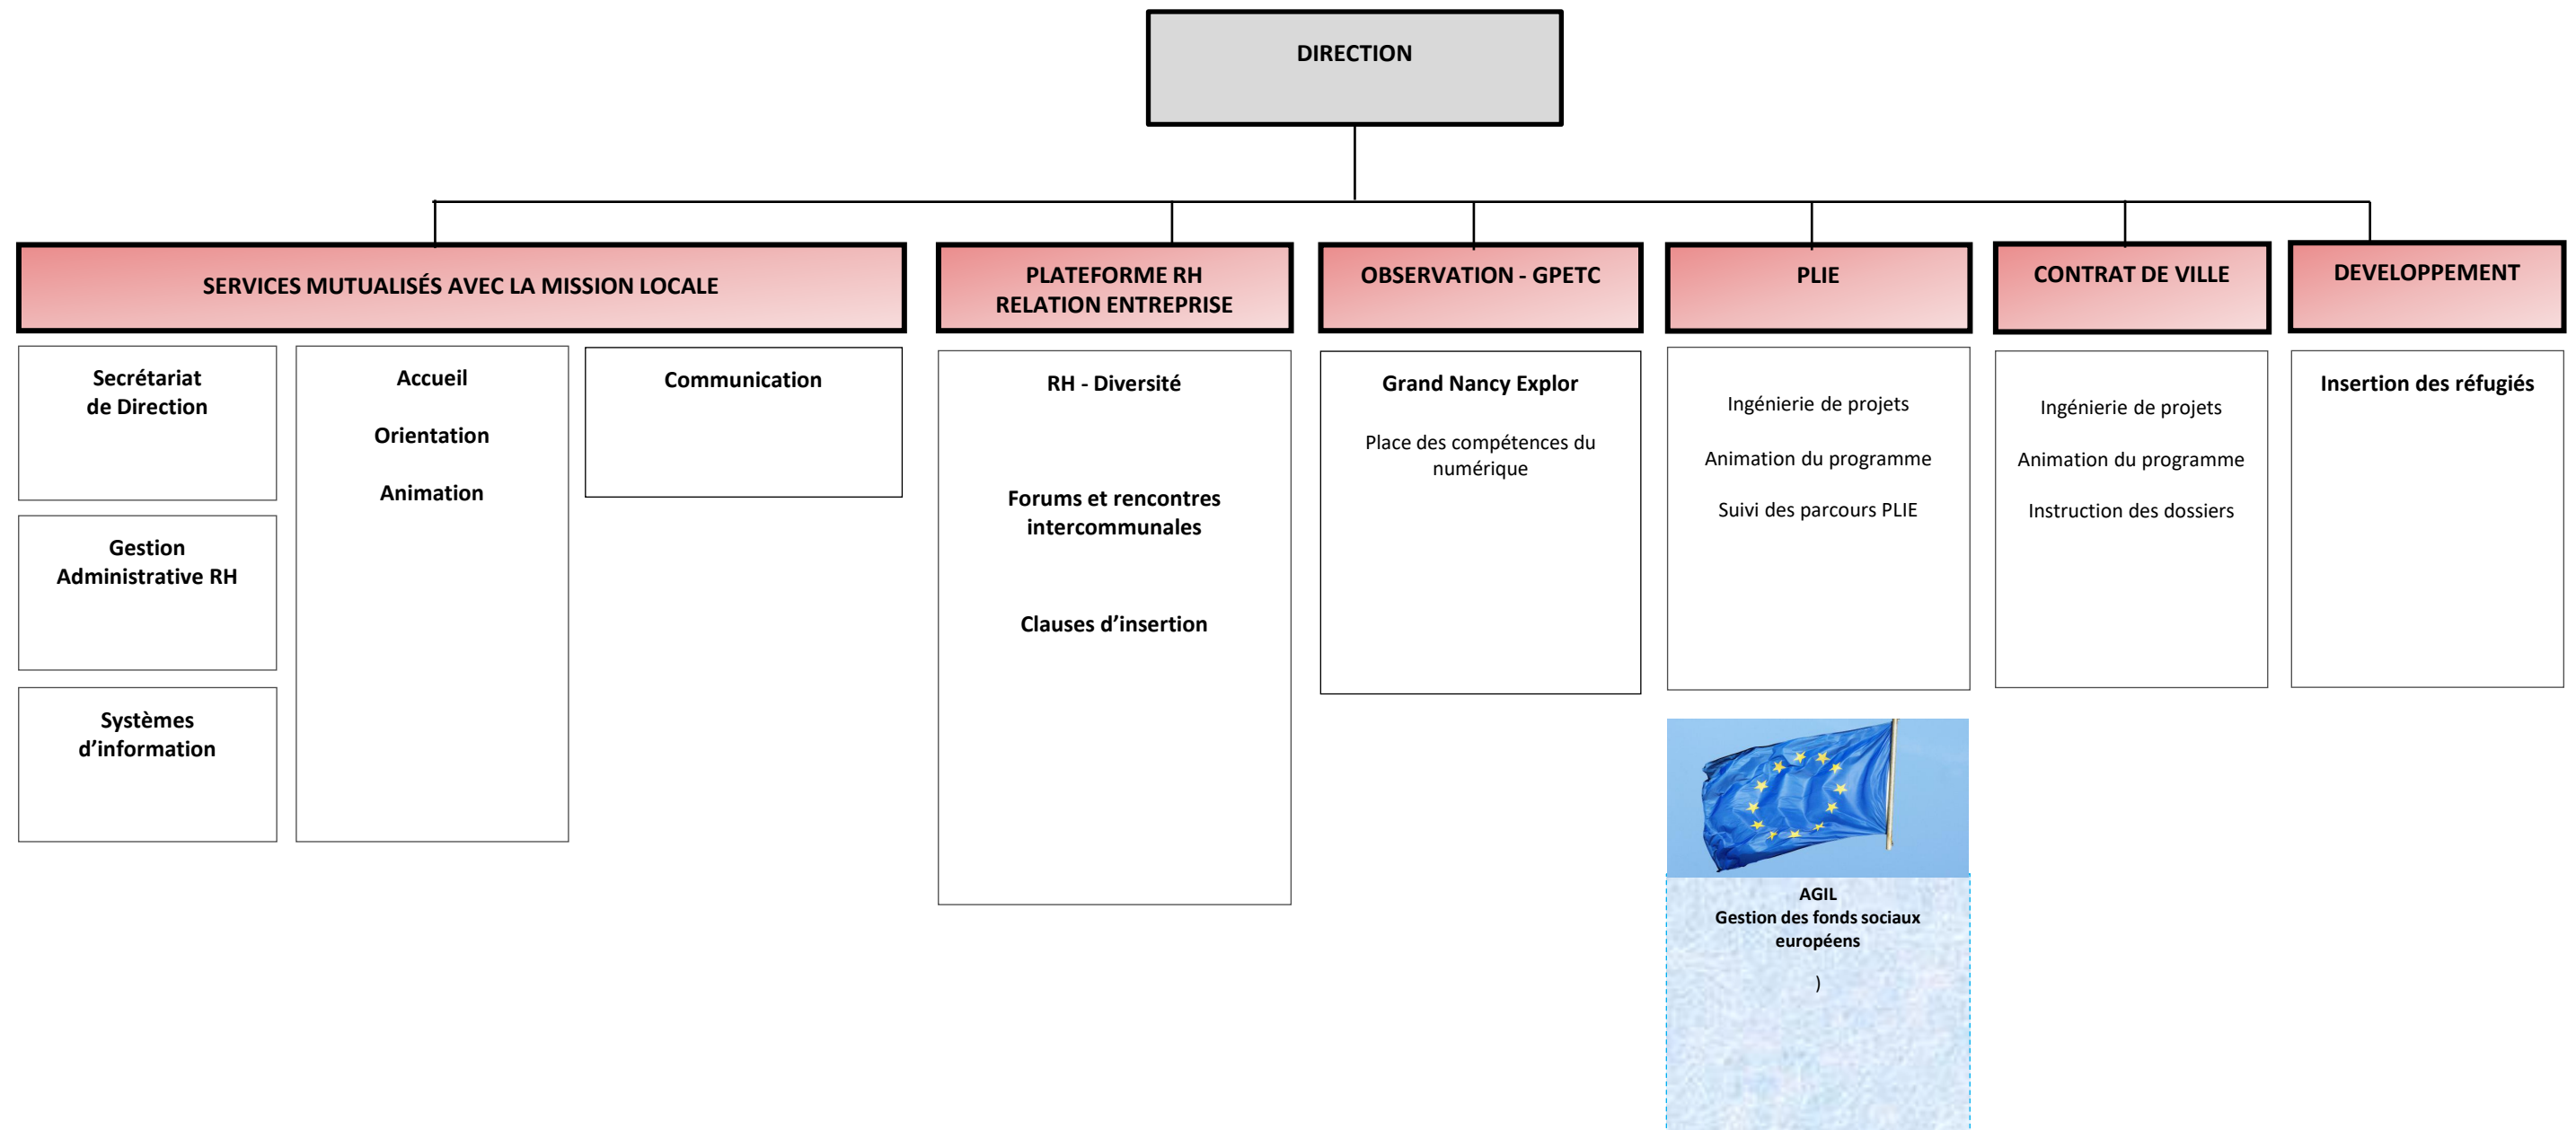 DIRECTION
SERVICES MUTUALISÉS AVEC LA MISSION LOCALE
PLATEFORME RH
RELATION ENTREPRISE
OBSERVATION - GPETC
PLIE
CONTRAT DE VILLE
DEVELOPPEMENT
Secrétariat
de Direction
Gestion
Administrative RH
Systèmes
d’information
Accueil
Orientation
Animation
Communication
RH - Diversité
Forums et rencontres
intercommunales
Clauses d’insertion
Grand Nancy Explor
Place des compétences du
numérique
Ingénierie de projets
Animation du programme
Suivi des parcours PLIE
AGIL
Gestion des fonds sociaux
européens
)
Ingénierie de projets
Animation du programme
Instruction des dossiers
Insertion des réfugiés